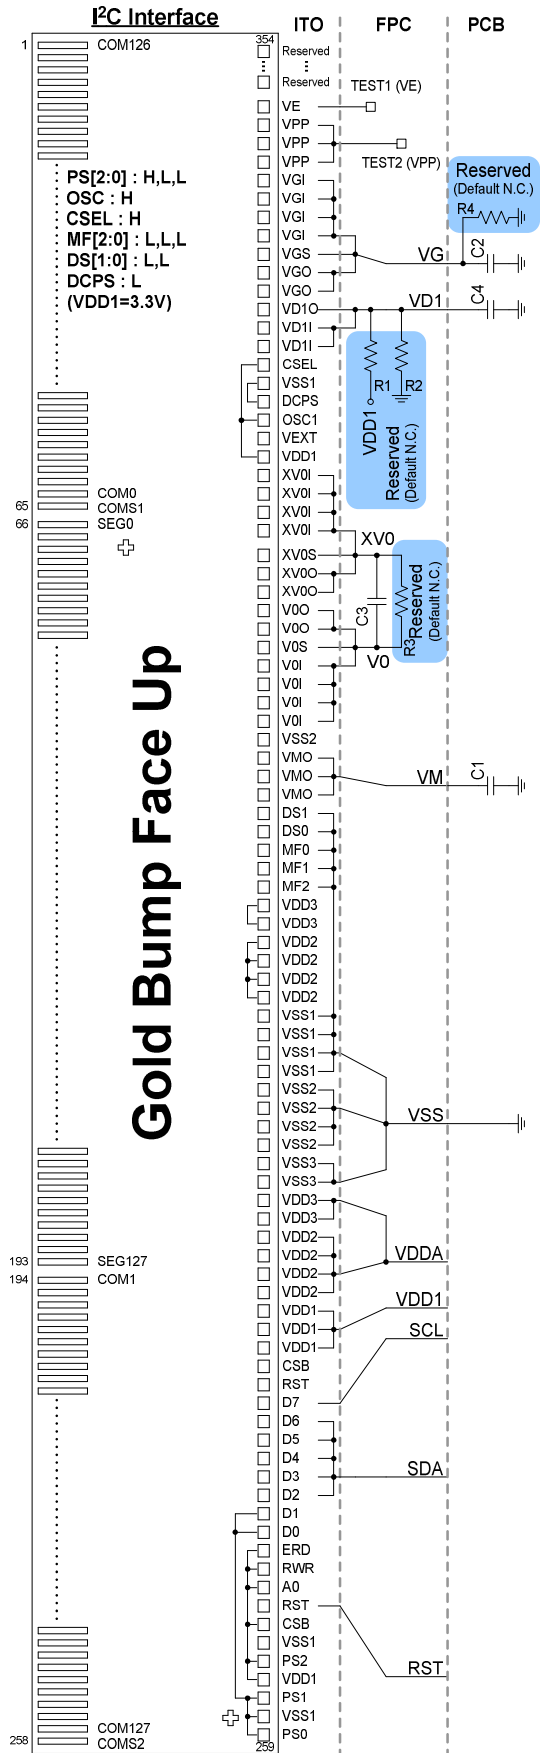 I²C Interface
ITO
FPC
PCB
1
COM126
354
Reserved
Reserved
TEST1 (VE)
VE
VPP
VPP
VPP
TEST2 (VPP)
PS[2:0] : H,L,L
OSC : H
CSEL : H
MF[2:0] : L,L,L
DS[1:0] : L,L
DCPS : L
(VDD1=3.3V)
Reserved
(Default N.C.)
R4
VGI
VGI
VGI
VGI
VGS
VGO
VGO
VG
C2
VD1O
VD1I
VD1I
VD1
C4
R1
R2
VDD1
Reserved
(Default N.C.)
CSEL
VSS1
DCPS
OSC1
VEXT
VDD1
XV0I
XV0I
XV0I
XV0I
COM0
65
COMS1
66
SEG0
XV0
XV0S
XV0O
XV0O
V0O
V0O
V0S
V0I
V0I
V0I
V0I
C3
R3
Reserved
(Default N.C.)
V0
Gold Bump Face Up
VSS2
VMO
VMO
VMO
VM
C1
DS1
DS0
MF0
MF1
MF2
VDD3
VDD3
VDD2
VDD2
VDD2
VDD2
VSS1
VSS1
VSS1
VSS1
VSS2
VSS2
VSS2
VSS2
VSS
VSS3
VSS3
VDD3
VDD3
VDD2
VDD2
VDD2
VDD2
VDDA
193
SEG127
194
COM1
VDD1
VDD1
VDD1
VDD1
SCL
CSB
RST
D7
D6
D5
D4
D3
D2
SDA
D1
D0
ERD
RWR
A0
RST
CSB
VSS1
PS2
VDD1
PS1
VSS1
PS0
RST
COM127
258
COMS2
259